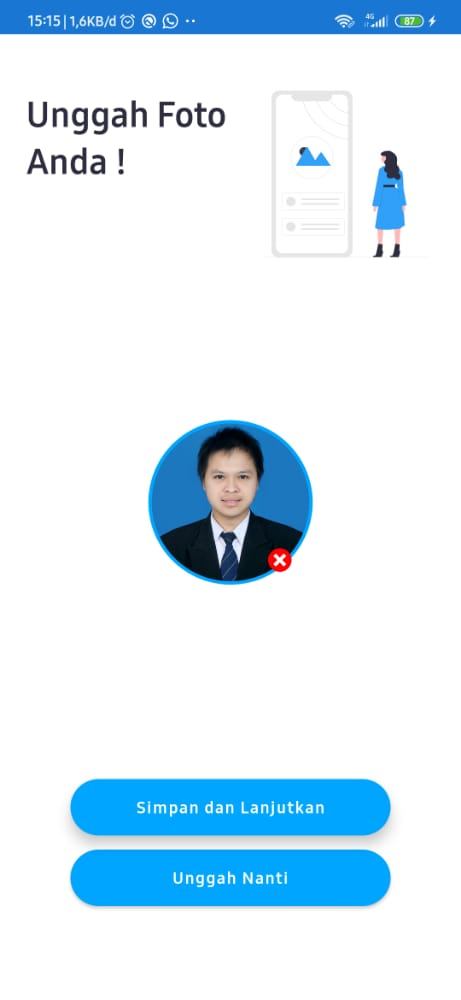 15:15 | 1,6KB/d
4G
87
Unggah Foto
Anda !
Simpan dan Lanjutkan
Unggah Nanti